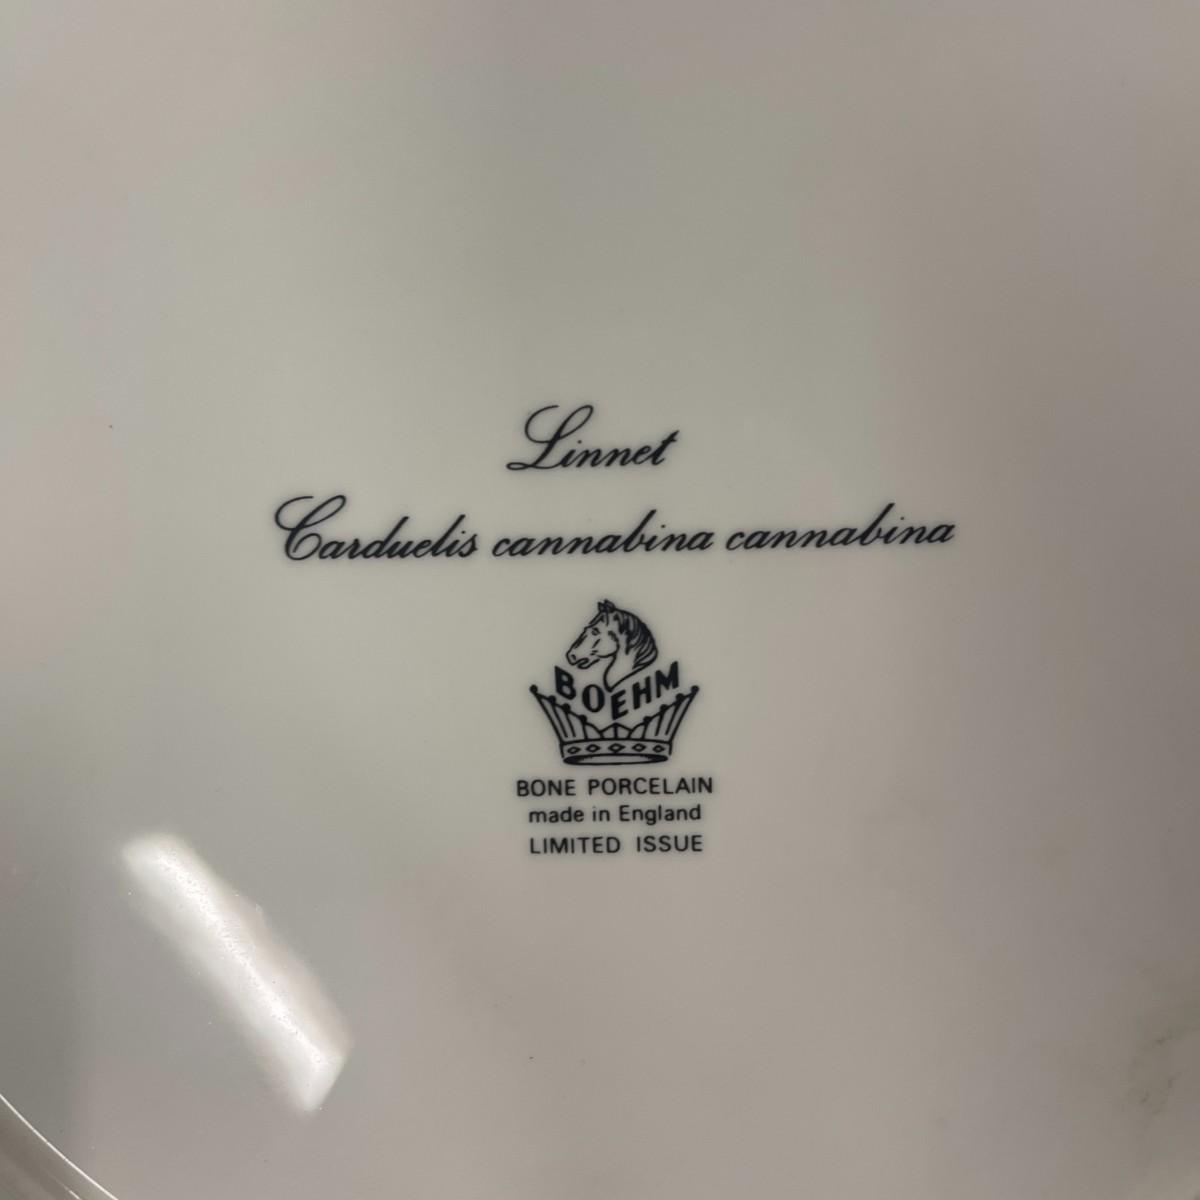 Linnet
Carduelis cannabina cannabina
BOEHM
BONE PORCELAIN
made in England
LIMITED ISSUE